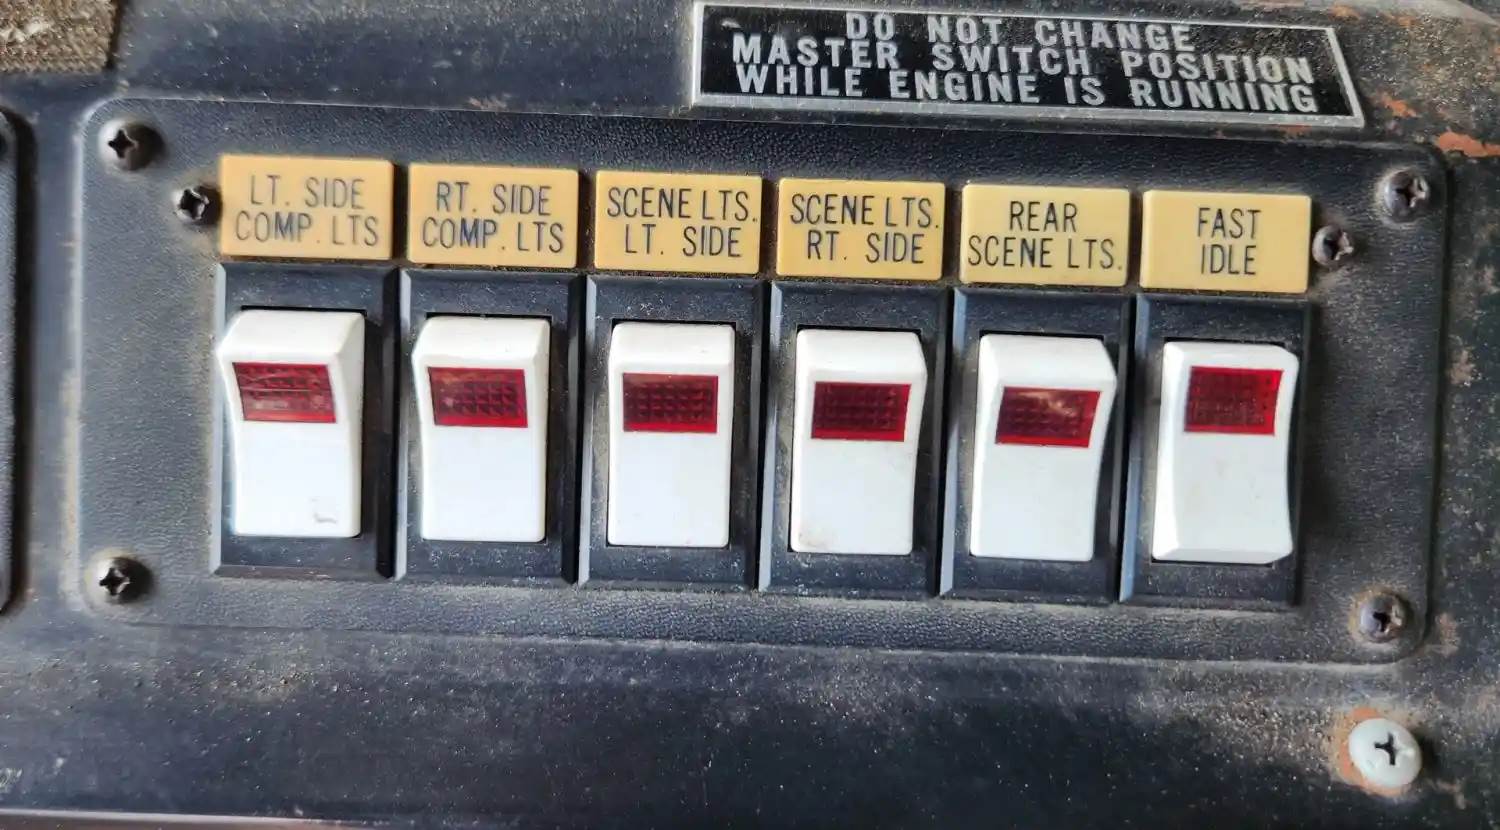 DO NOT CHANGE
MASTER SWITCH POSITION
WHILE ENGINE IS RUNNING
LT. SIDE
COMP. LTS
RT. SIDE
COMP. LTS
SCENE LTS.
LT. SIDE
SCENE LTS.
RT. SIDE
REAR
SCENE LTS.
FAST
IDLE